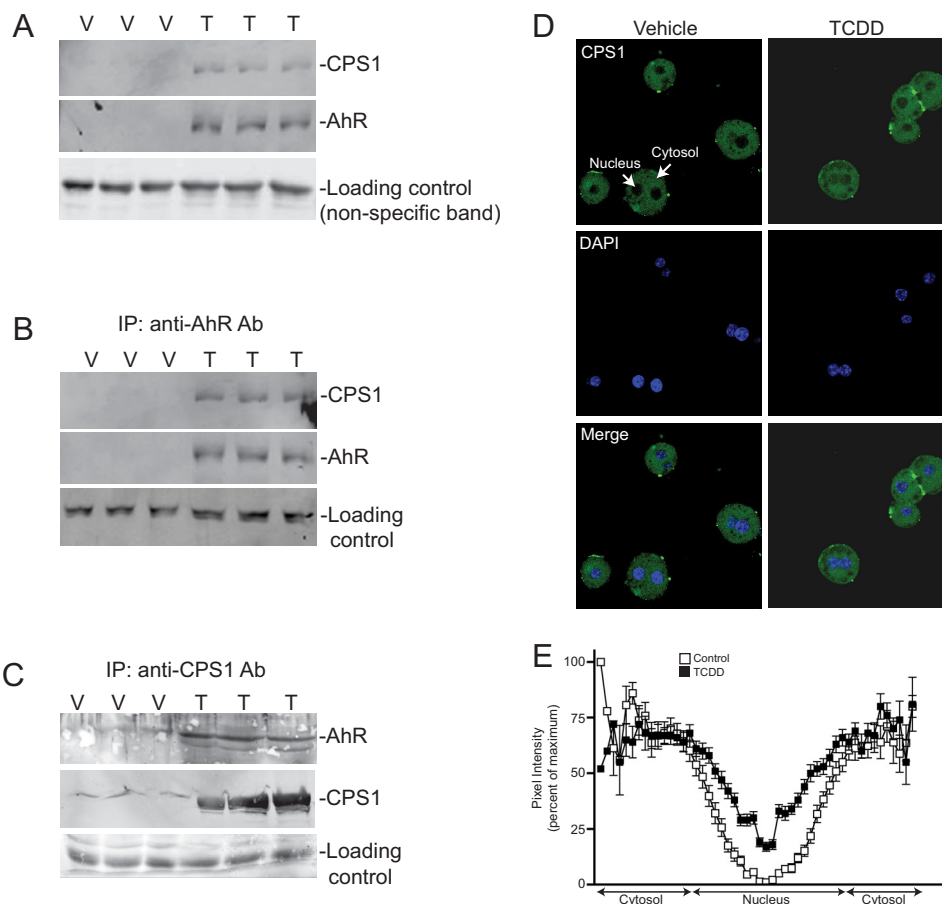 A
V V V T T T
-CPS1
-AhR
-Loading control
(non-specific band)
B
IP: anti-AhR Ab
V V V T T T
-CPS1
-AhR
-Loading
control
C
IP: anti-CPS1 Ab
V V V T T T
-AhR
-CPS1
-Loading
control
D
Vehicle TCDD
CPS1
Nucleus Cytosol
DAPI
Merge
E
Control
TCDD
Pixel Intensity
(percent of maximum)
100
75
50
25
0
Cytosol Nucleus Cytosol